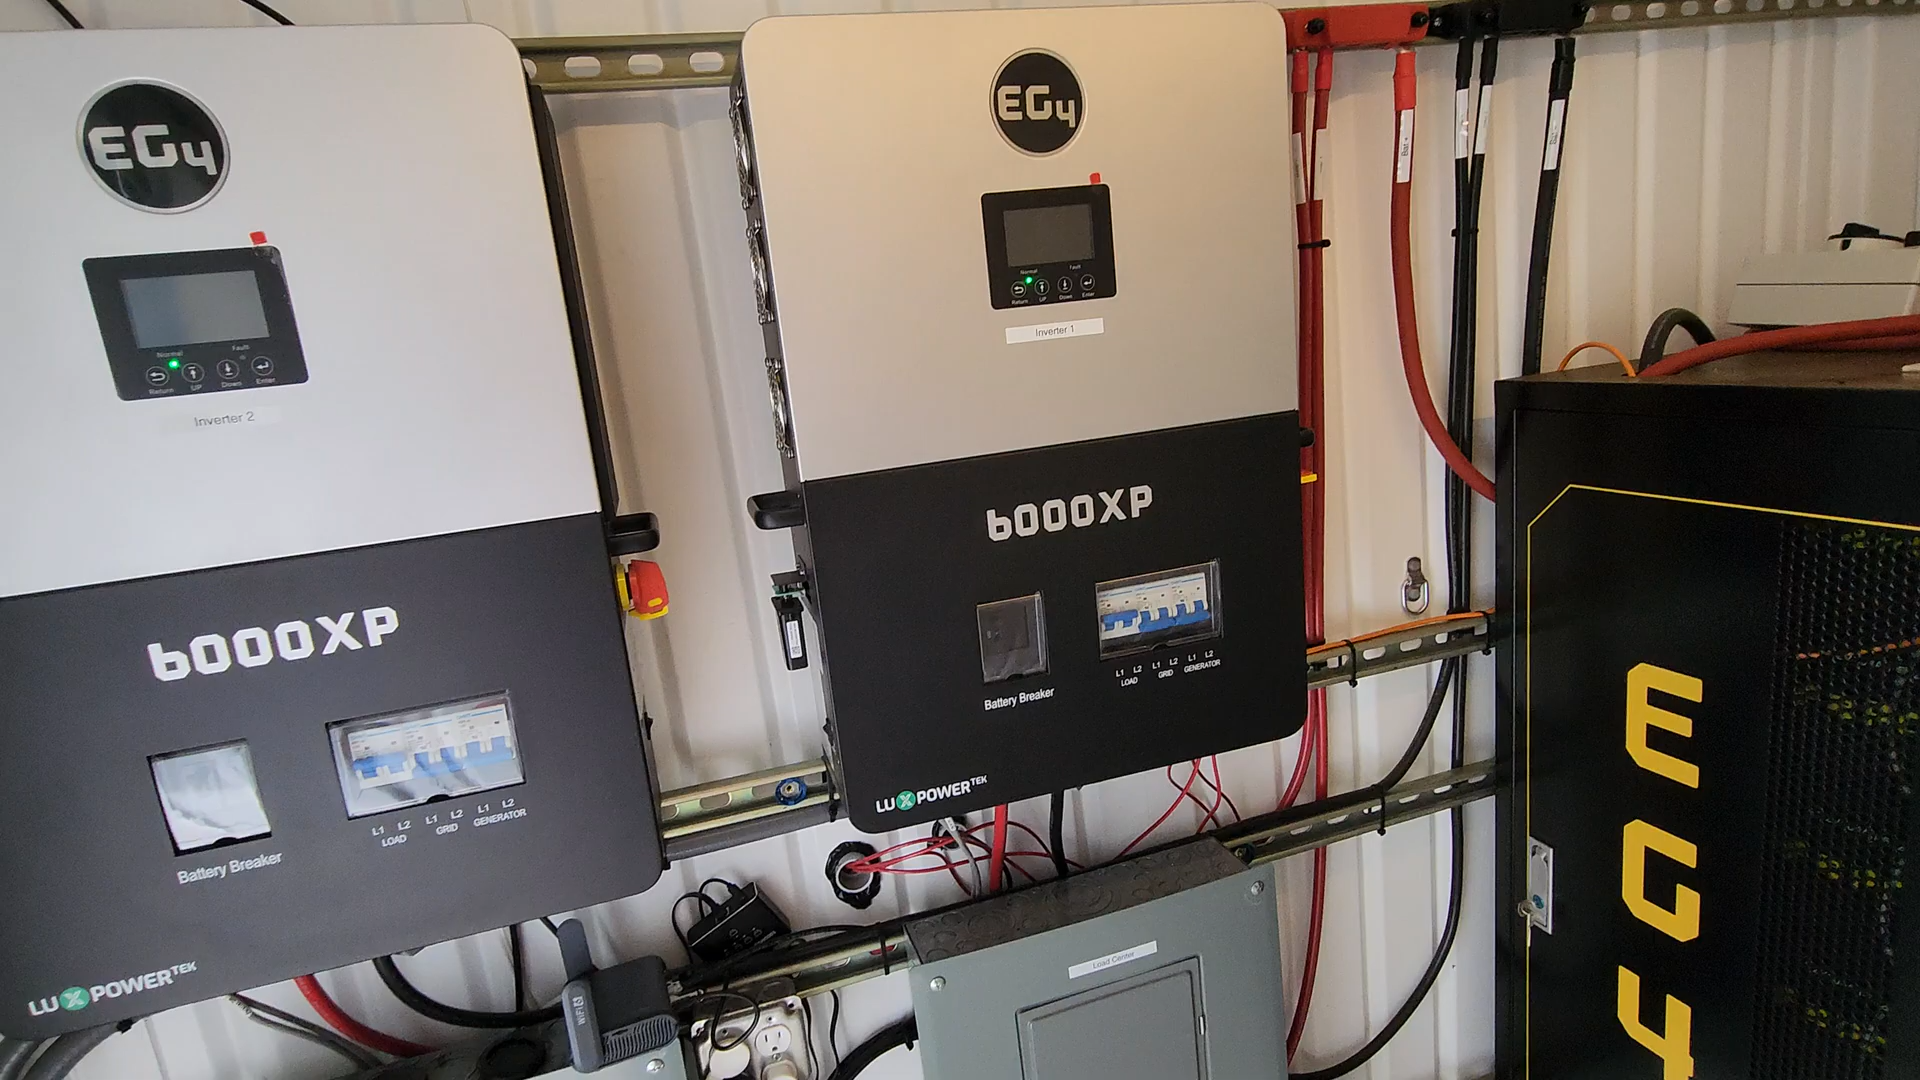 EG4
Normal
Fault
Return
UP
Down
Enter
Inverter 2
6000XP
Battery Breaker
L1 L2 L1 L2 L1 L2
LOAD GRID GENERATOR
LUXPOWERTEK
EG4
Normal
Fault
Return
UP
Down
Enter
Inverter 1
6000XP
Battery Breaker
L1 L2 L1 L2 L1 L2
LOAD GRID GENERATOR
LUXPOWERTEK
Bat +
Load Center
WiFi
EG4